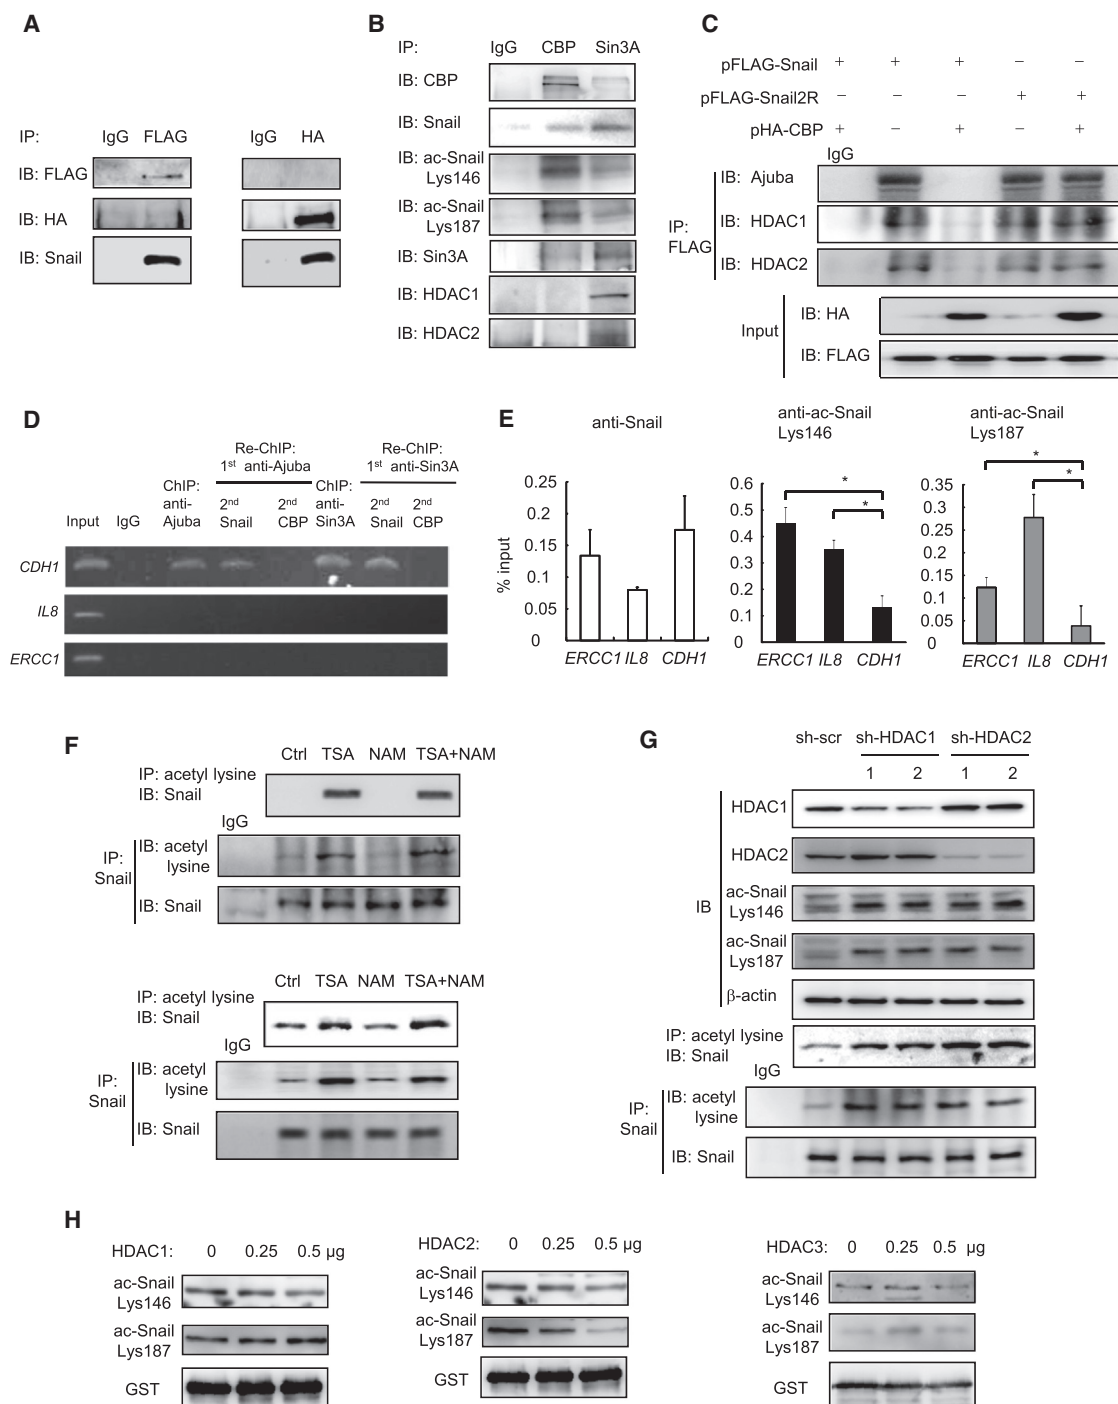 A
IP: IgG FLAG IgG HA
IB: FLAG
IB: HA
IB: Snail
B
IP: IgG CBP Sin3A
IB: CBP
IB: Snail
IB: ac-Snail
Lys146
IB: ac-Snail
Lys187
IB: Sin3A
IB: HDAC1
IB: HDAC2
C
pFLAG-Snail + + + − −
pFLAG-Snail2R − − − + +
pHA-CBP + − + − +
IgG
IP:
FLAG
IB: Ajuba
IB: HDAC1
IB: HDAC2
Input
IB: HA
IB: FLAG
D
Re-ChIP:
1st anti-Ajuba
Re-ChIP:
1st anti-Sin3A
Input
IgG
ChIP:
anti-
Ajuba
2nd
Snail
2nd
CBP
ChIP:
anti-
Sin3A
2nd
Snail
2nd
CBP
CDH1
IL8
ERCC1
E
anti-Snail
% input
0.25
0.2
0.15
0.1
0.05
0
ERCC1 IL8 CDH1
anti-ac-Snail
Lys146
0.6
0.5
0.4
0.3
0.2
0.1
0
* *
ERCC1 IL8 CDH1
anti-ac-Snail
Lys187
0.35
0.3
0.25
0.2
0.15
0.1
0.05
0
* *
ERCC1 IL8 CDH1
F
Ctrl TSA NAM TSA+NAM
IP: acetyl lysine
IB: Snail
IgG
IP:
Snail
IB: acetyl
lysine
IB: Snail
Ctrl TSA NAM TSA+NAM
IP: acetyl lysine
IB: Snail
IgG
IP:
Snail
IB: acetyl
lysine
IB: Snail
G
sh-scr sh-HDAC1 sh-HDAC2
1 2 1 2
IB
HDAC1
HDAC2
ac-Snail
Lys146
ac-Snail
Lys187
β-actin
IP: acetyl lysine
IB: Snail
IgG
IP:
Snail
IB: acetyl
lysine
IB: Snail
H
HDAC1: 0 0.25 0.5 µg
ac-Snail
Lys146
ac-Snail
Lys187
GST
HDAC2: 0 0.25 0.5 µg
ac-Snail
Lys146
ac-Snail
Lys187
GST
HDAC3: 0 0.25 0.5 µg
ac-Snail
Lys146
ac-Snail
Lys187
GST